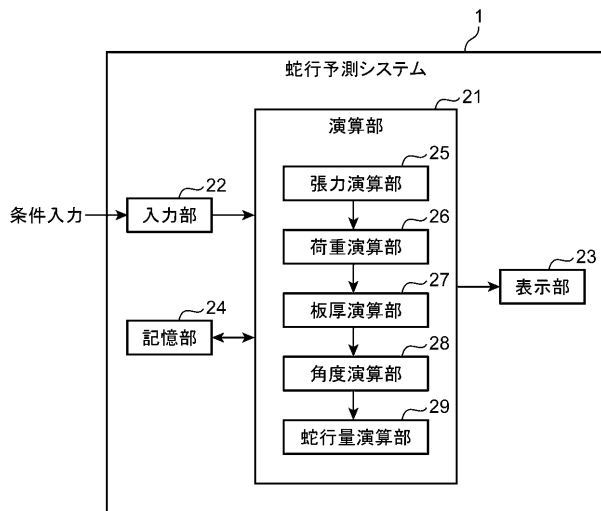 1
蛇行予測システム
21
演算部
25
張力演算部
22
条件入力
入力部
26
荷重演算部
23
表示部
27
板厚演算部
24
記憶部
28
角度演算部
29
蛇行量演算部